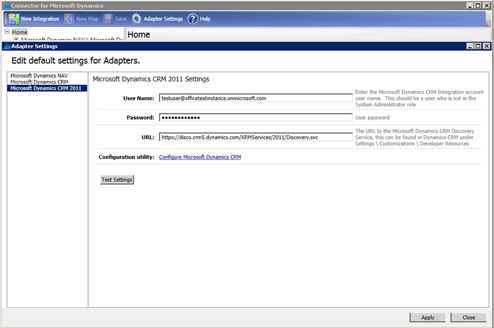 Connector for Microsoft Dynamics
New Integration New Map Save Adapter Settings Help
Home Home
Microsoft Dynamics NAV\Microsoft Dy
Adapter Settings
Edit default settings for Adapters.
Microsoft Dynamics NAV
Microsoft Dynamics CRM
Microsoft Dynamics CRM 2011
Microsoft Dynamics CRM 2011 Settings
User Name: testuser@officetestinstance.onmicrosoft.com
Enter the Microsoft Dynamics CRM Integration account
user name. This should be a user who is not in the
System Administrator role
Password: ●●●●●●●●●●●● User password
URL: https://disco.crm5.dynamics.com/XRMServices/2011/Discovery.svc
The URL to the Microsoft Dynamics CRM Discovery
Service, this can be found in Dynamics CRM under
Settings \ Customizations \ Developer Resources
Configuration utility: Configure Microsoft Dynamics CRM
Test Settings
Apply Close